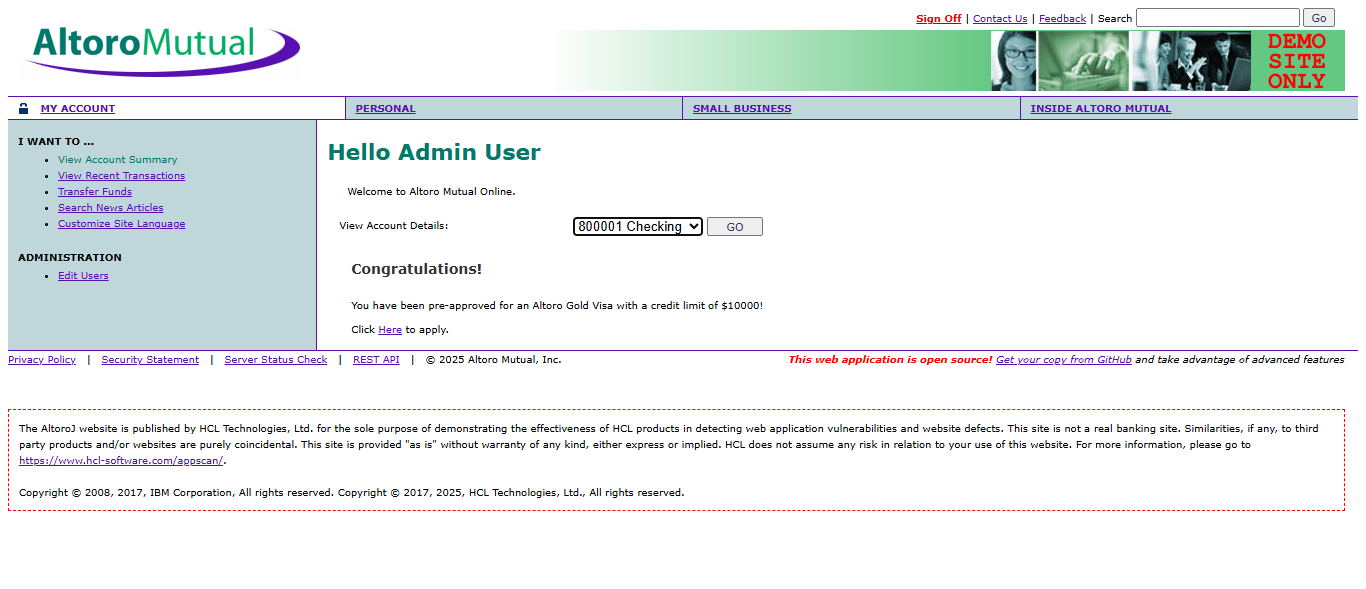 Sign Off | Contact Us | Feedback | Search Go
AltoroMutual
DEMO
SITE
ONLY
MY ACCOUNT PERSONAL SMALL BUSINESS INSIDE ALTORO MUTUAL
I WANT TO ...
View Account Summary
View Recent Transactions
Transfer Funds
Search News Articles
Customize Site Language
ADMINISTRATION
Edit Users
Hello Admin User
Welcome to Altoro Mutual Online.
View Account Details: 800001 Checking GO
Congratulations!
You have been pre-approved for an Altoro Gold Visa with a credit limit of $10000!
Click Here to apply.
Privacy Policy | Security Statement | Server Status Check | REST API | © 2025 Altoro Mutual, Inc. This web application is open source! Get your copy from GitHub and take advantage of advanced features
The AltoroJ website is published by HCL Technologies, Ltd. for the sole purpose of demonstrating the effectiveness of HCL products in detecting web application vulnerabilities and website defects. This site is not a real banking site. Similarities, if any, to third
party products and/or websites are purely coincidental. This site is provided "as is" without warranty of any kind, either express or implied. HCL does not assume any risk in relation to your use of this website. For more information, please go to
https://www.hcl-software.com/appscan/.
Copyright © 2008, 2017, IBM Corporation, All rights reserved. Copyright © 2017, 2025, HCL Technologies, Ltd., All rights reserved.